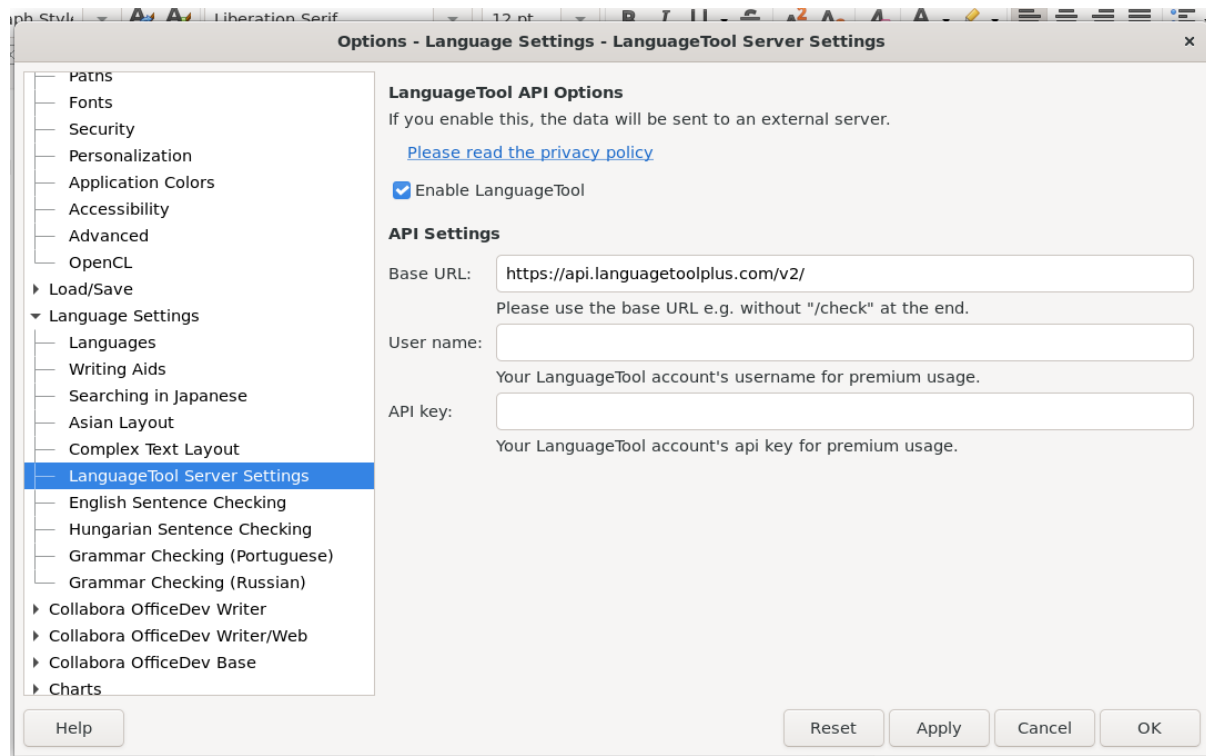 Liberation Serif
12 pt
Options - Language Settings - LanguageTool Server Settings
Paths
Fonts
Security
Personalization
Application Colors
Accessibility
Advanced
OpenCL
Load/Save
Language Settings
Languages
Writing Aids
Searching in Japanese
Asian Layout
Complex Text Layout
LanguageTool Server Settings
English Sentence Checking
Hungarian Sentence Checking
Grammar Checking (Portuguese)
Grammar Checking (Russian)
Collabora OfficeDev Writer
Collabora OfficeDev Writer/Web
Collabora OfficeDev Base
Charts
LanguageTool API Options
If you enable this, the data will be sent to an external server.
Please read the privacy policy
Enable LanguageTool
API Settings
Base URL: https://api.languagetoolplus.com/v2/
Please use the base URL e.g. without "/check" at the end.
User name:
Your LanguageTool account's username for premium usage.
API key:
Your LanguageTool account's api key for premium usage.
Help
Reset
Apply
Cancel
OK